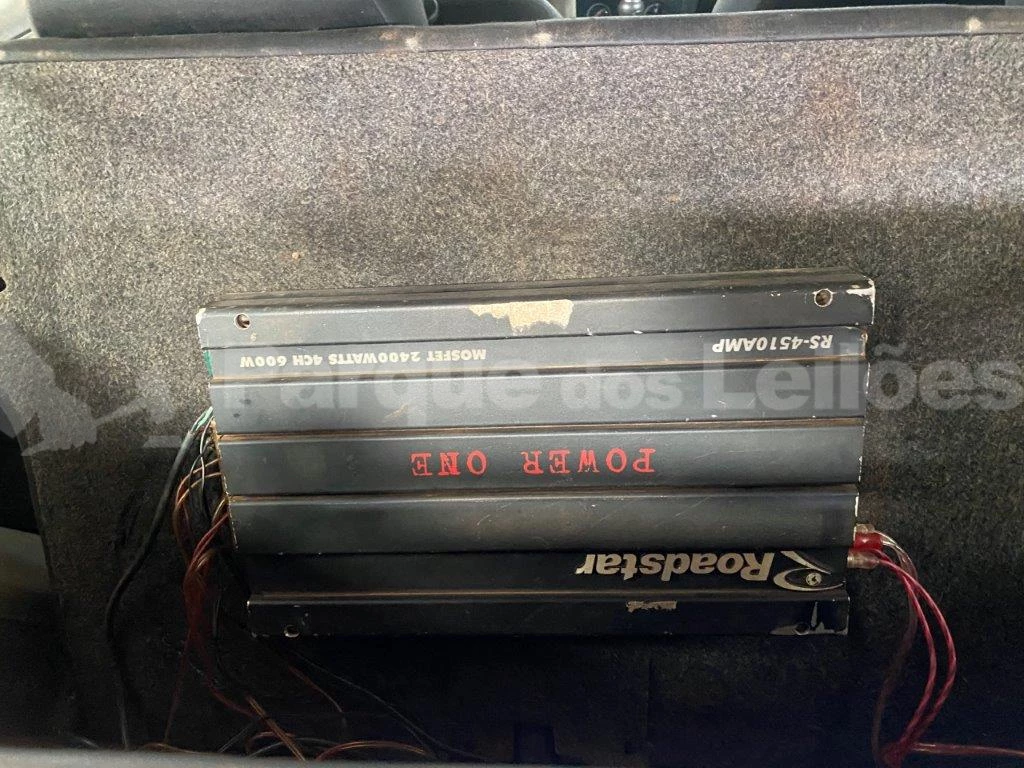 MOSFET 2400WATTS 4CH 600W
RS-4510AMP
Parque dos Leilões
POWER ONE
Roadstar